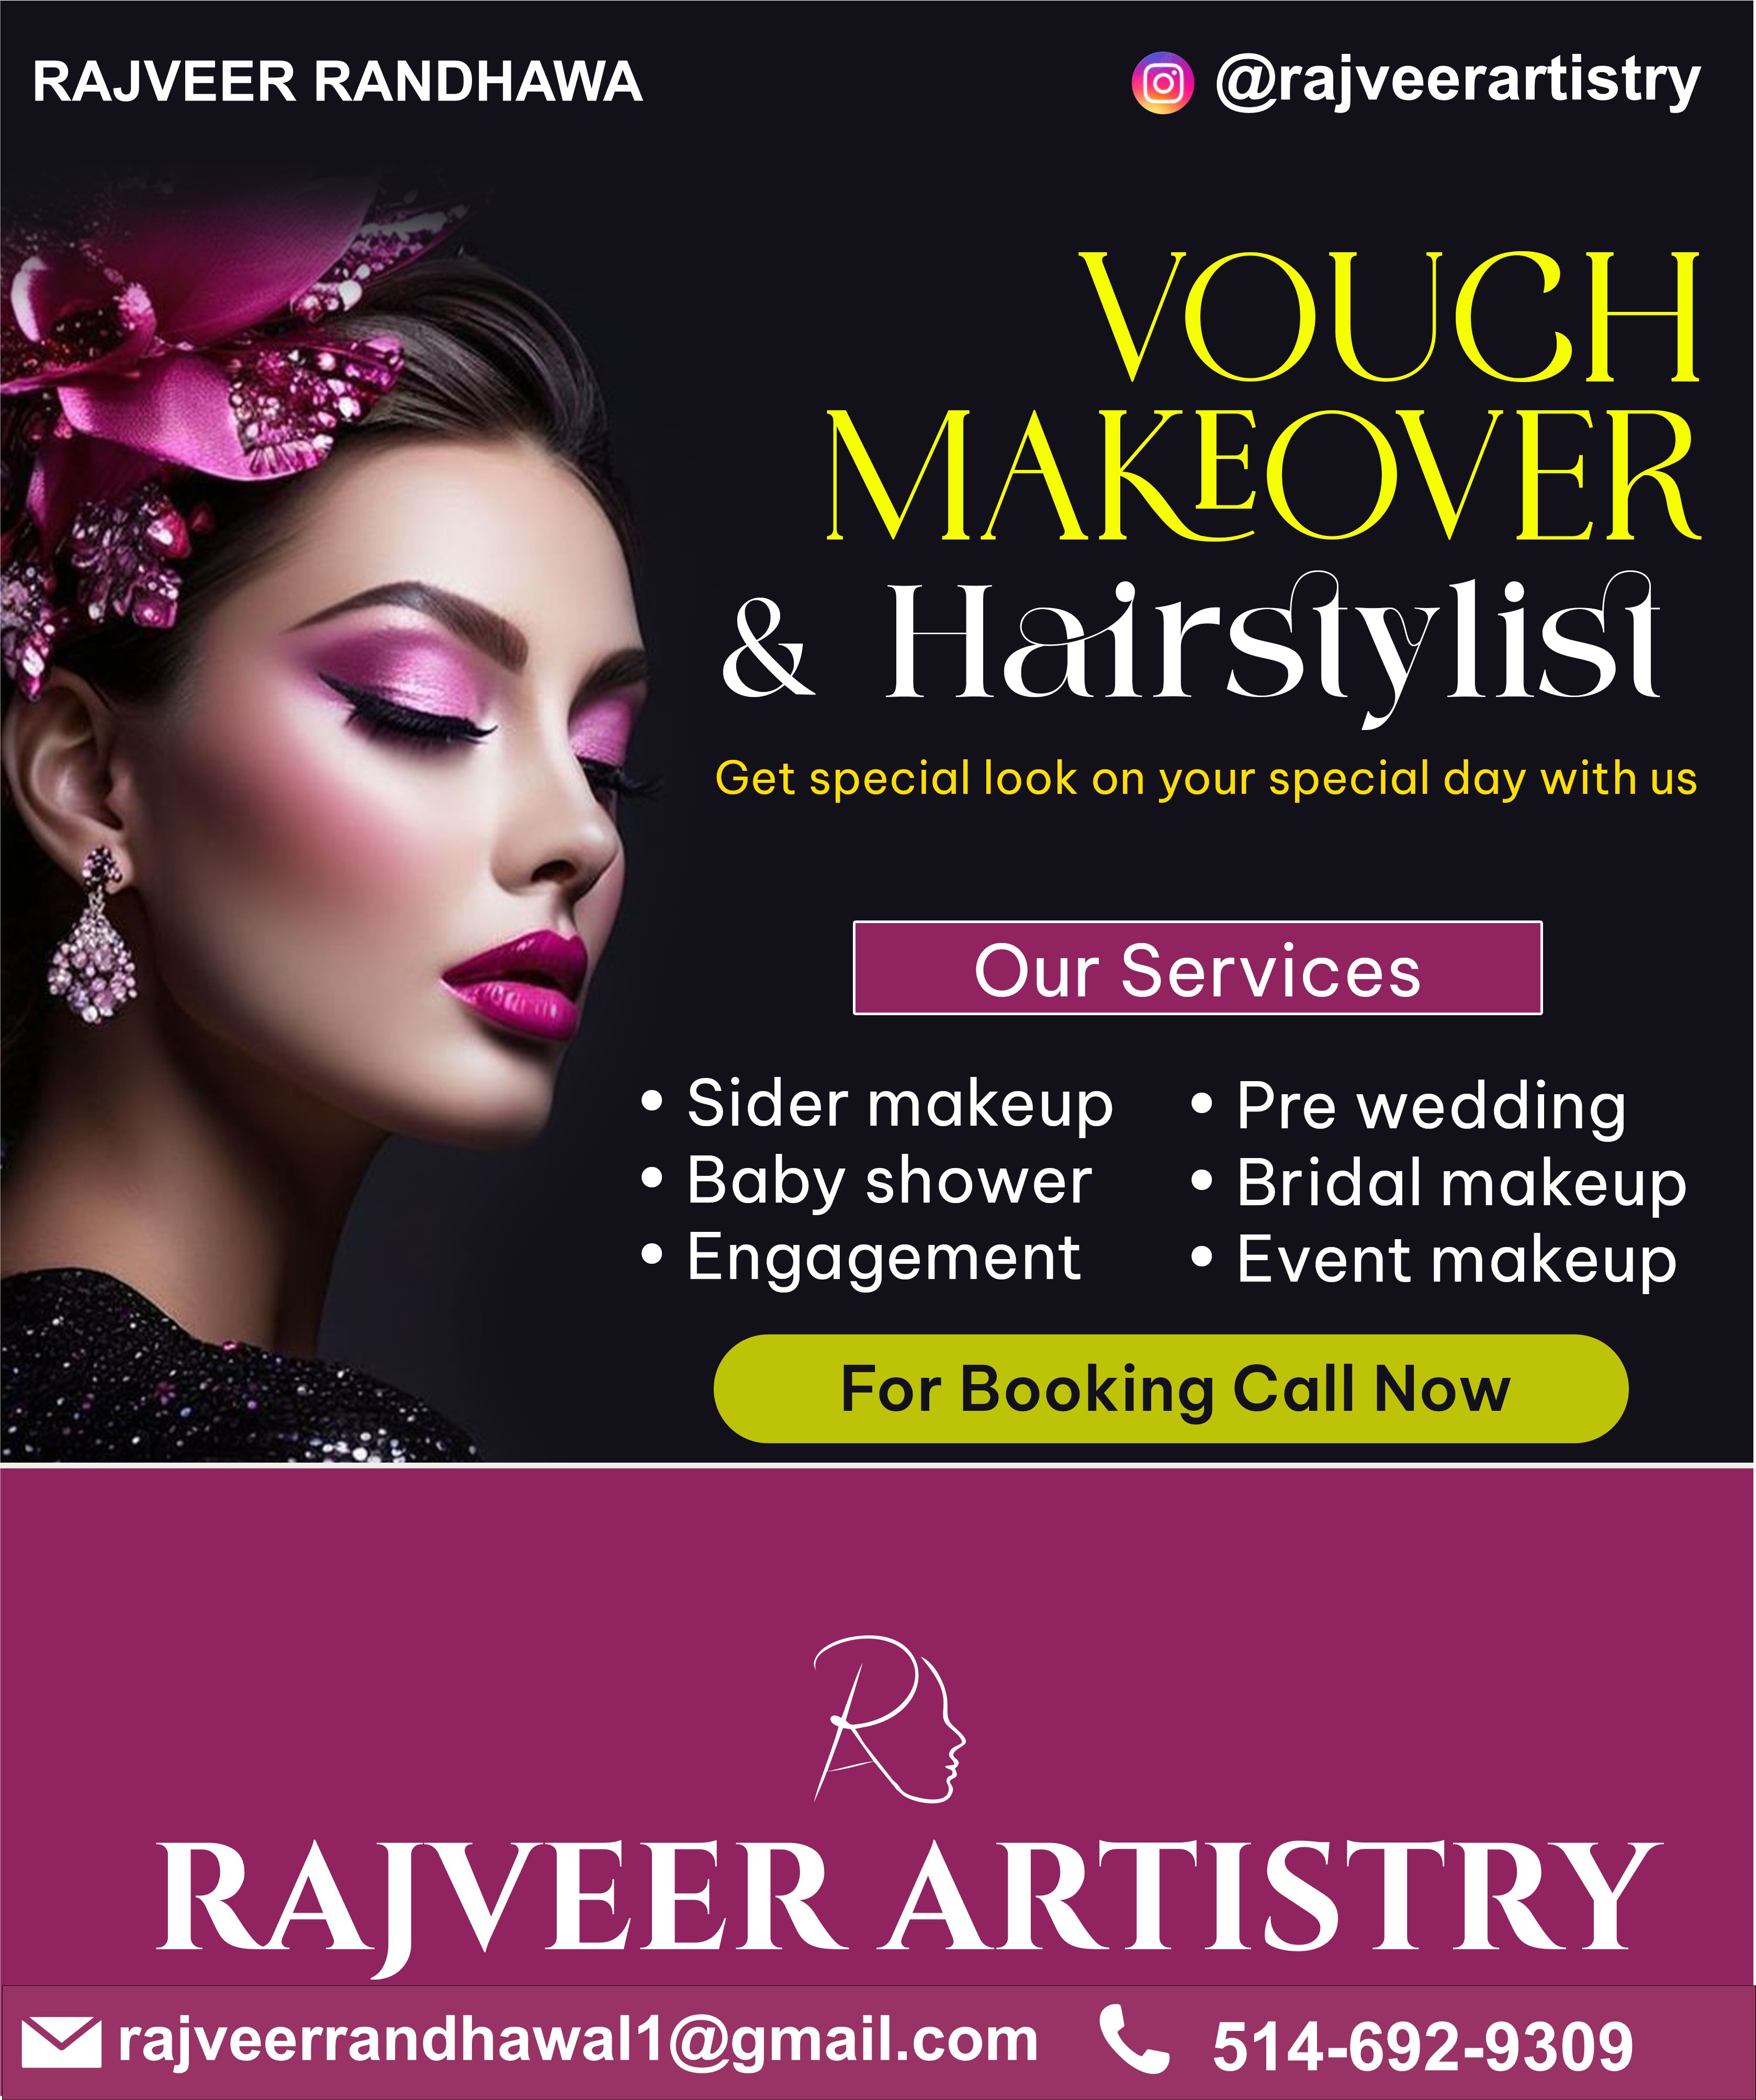 RAJVEER RANDHAWA
@rajveerartistry
VOUCH
MAKEOVER
& Hairstylist
Get special look on your special day with us
Our Services
• Sider makeup
• Baby shower
• Engagement
• Pre wedding
• Bridal makeup
• Event makeup
For Booking Call Now
RAJVEER ARTISTRY
rajveerrandhawal1@gmail.com
514-692-9309